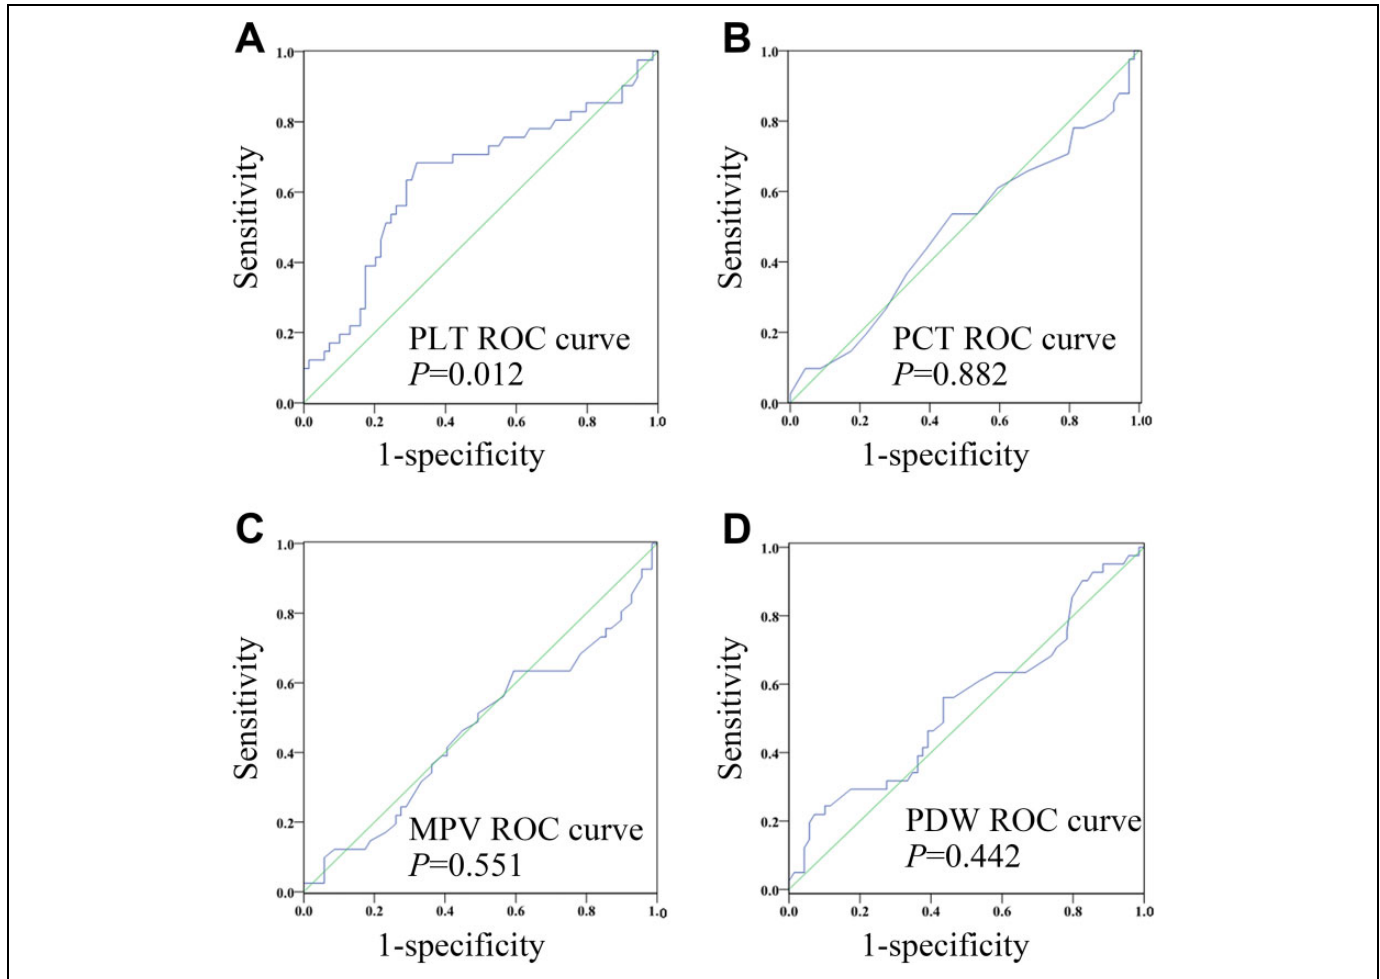 A
1.0
0.8
0.6
0.4
0.2
0.0
Sensitivity
PLT ROC curve
P=0.012
0.0 0.2 0.4 0.6 0.8 1.0
1-specificity
B
1.0
0.8
0.6
0.4
0.2
0.0
Sensitivity
PCT ROC curve
P=0.882
0.0 0.2 0.4 0.6 0.8 1.0
1-specificity
C
1.0
0.8
0.6
0.4
0.2
0.0
Sensitivity
MPV ROC curve
P=0.551
0.0 0.2 0.4 0.6 0.8 1.0
1-specificity
D
1.0
0.8
0.6
0.4
0.2
0.0
Sensitivity
PDW ROC curve
P=0.442
0.0 0.2 0.4 0.6 0.8 1.0
1-specificity